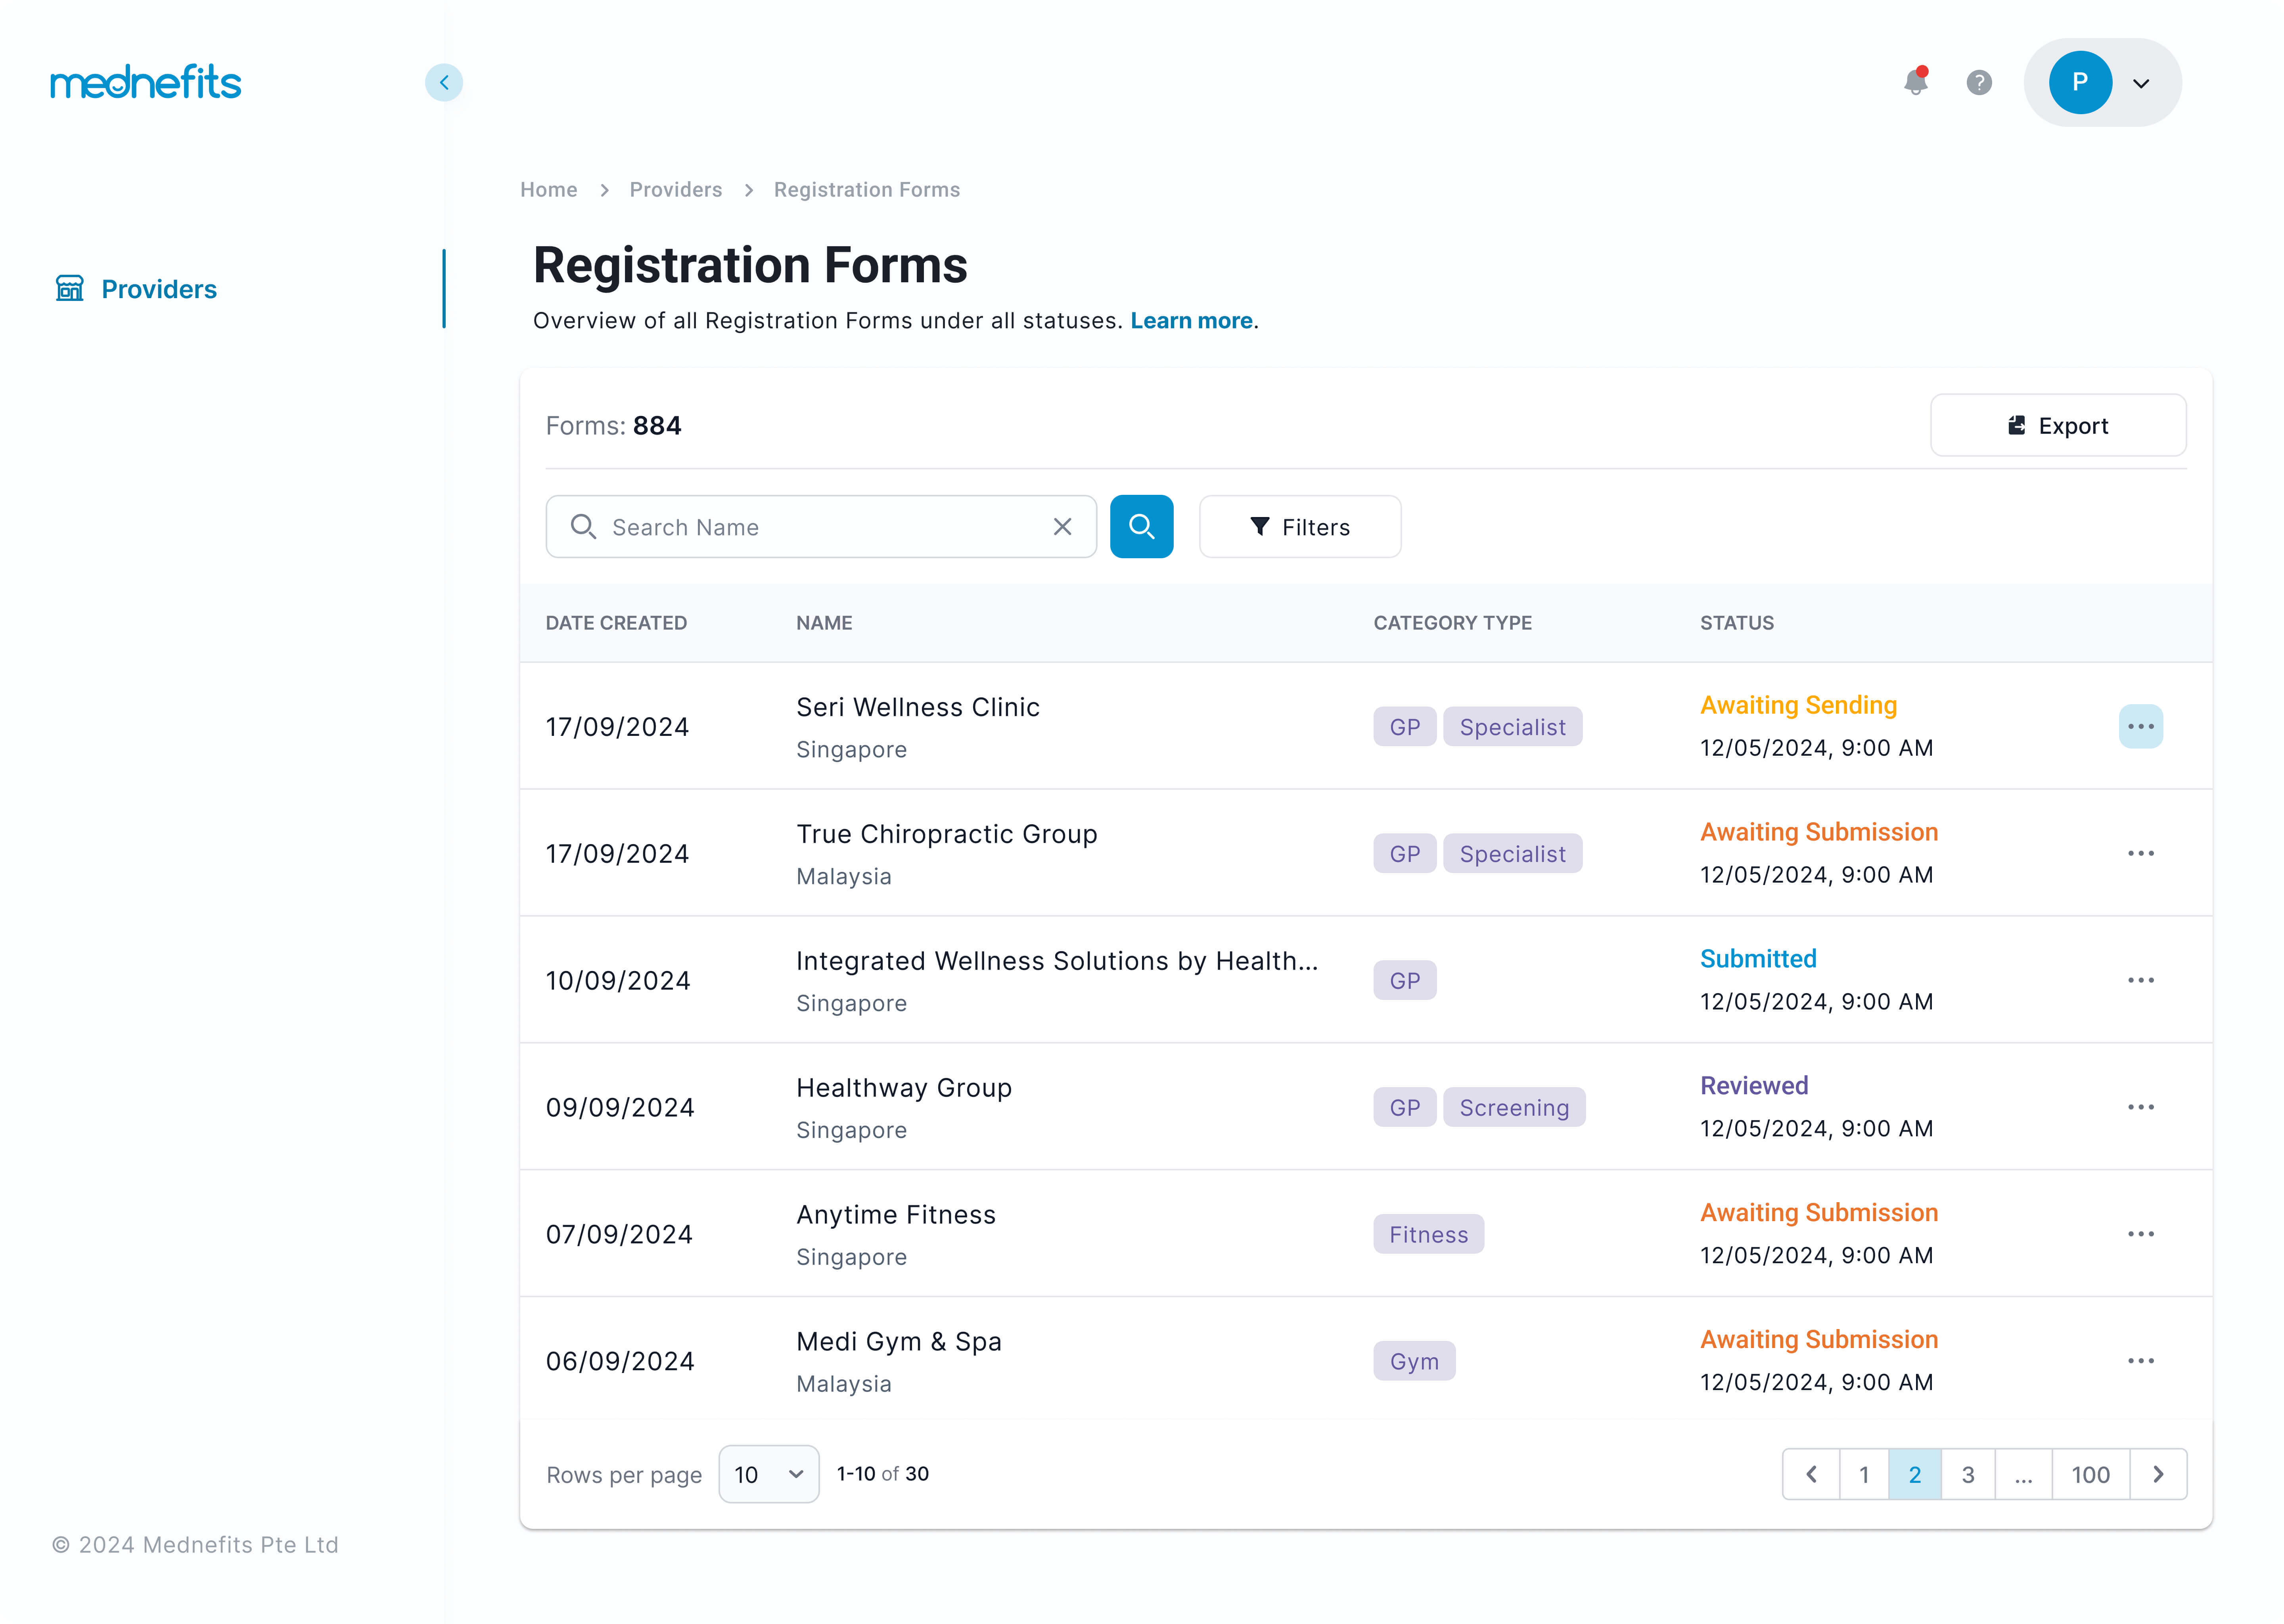 mednefits
P
Home > Providers > Registration Forms
Providers
Registration Forms
Overview of all Registration Forms under all statuses. Learn more.
Forms: 884
Export
Search Name
Filters
DATE CREATED NAME CATEGORY TYPE STATUS
17/09/2024 Seri Wellness Clinic GP Specialist Awaiting Sending
Singapore 12/05/2024, 9:00 AM
17/09/2024 True Chiropractic Group GP Specialist Awaiting Submission
Malaysia 12/05/2024, 9:00 AM
10/09/2024 Integrated Wellness Solutions by Health... GP Submitted
Singapore 12/05/2024, 9:00 AM
09/09/2024 Healthway Group GP Screening Reviewed
Singapore 12/05/2024, 9:00 AM
07/09/2024 Anytime Fitness Fitness Awaiting Submission
Singapore 12/05/2024, 9:00 AM
06/09/2024 Medi Gym & Spa Gym Awaiting Submission
Malaysia 12/05/2024, 9:00 AM
Rows per page 10 1-10 of 30 1 2 3 ... 100
© 2024 Mednefits Pte Ltd